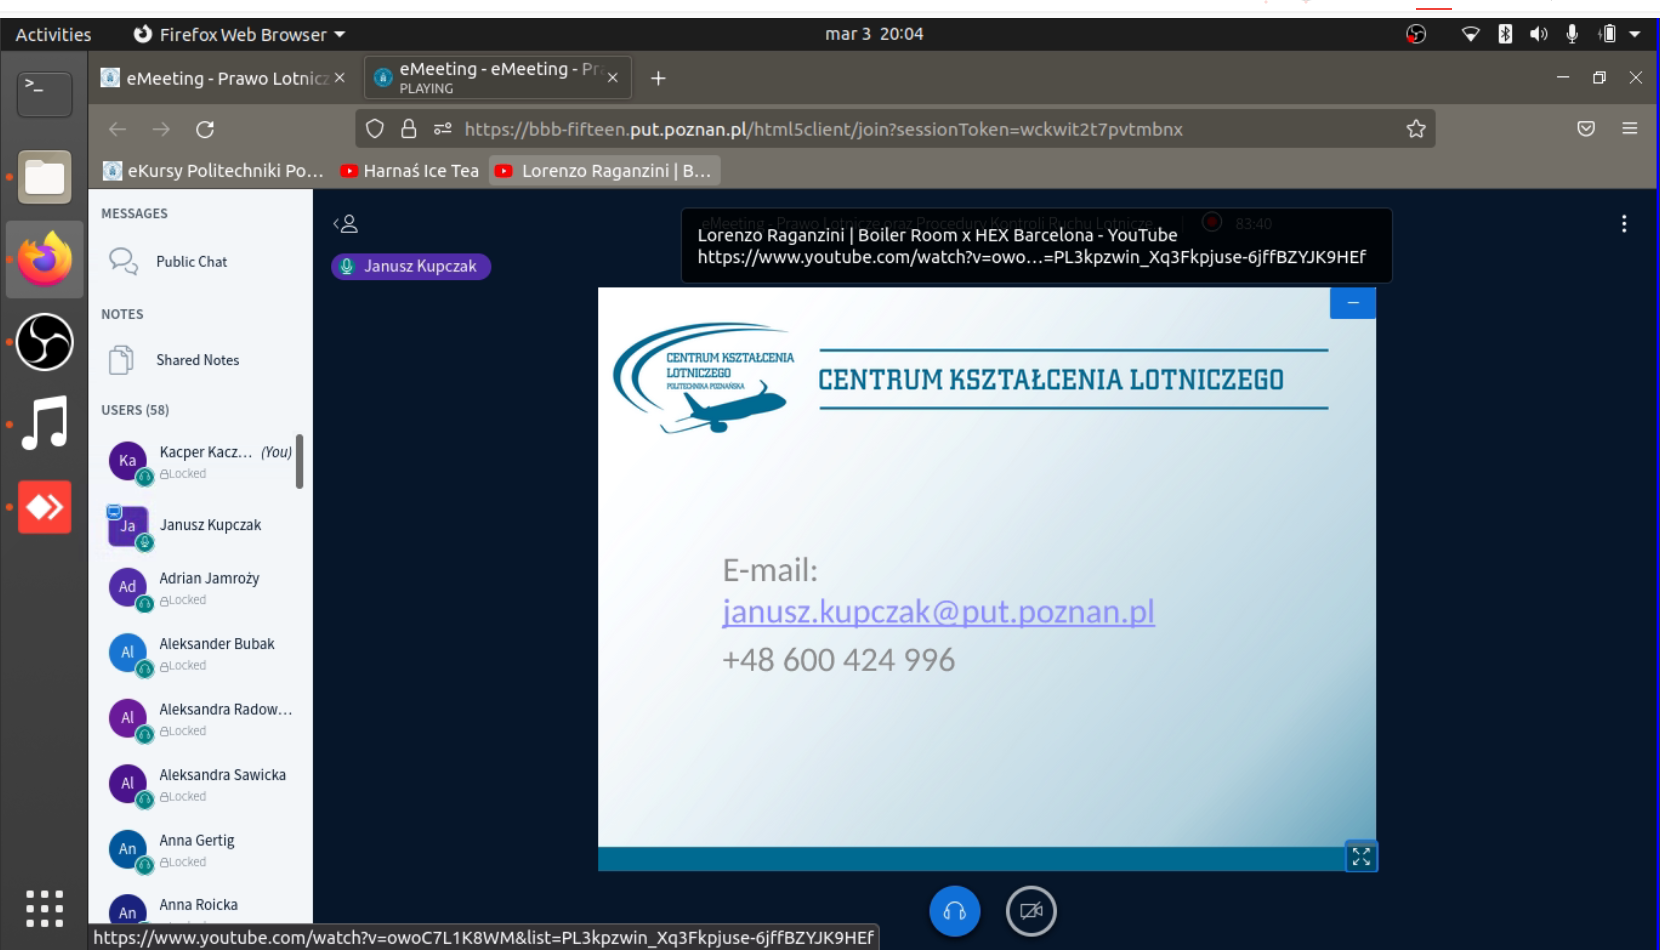 Activities
Firefox Web Browser
mar 3 20:04
eMeeting - Prawo Lotnicz
eMeeting - eMeeting - Pr
PLAYING
https://bbb-fifteen.put.poznan.pl/html5client/join?sessionToken=wckwit2t7pvtmbnx
eKursy Politechniki Po...
Harnaś Ice Tea
Lorenzo Raganzini | B...
MESSAGES
Public Chat
NOTES
Shared Notes
USERS (58)
Ka
Kacper Kacz... (You)
Locked
Ja
Janusz Kupczak
Ad
Adrian Jamroży
Locked
Al
Aleksander Bubak
Locked
Al
Aleksandra Radow...
Locked
Al
Aleksandra Sawicka
Locked
An
Anna Gertig
Locked
An
Anna Roicka
eMeeting - Prawo Lotnicze oraz Procedury Kontroli Ruchu Lotnicze...
83:40
Lorenzo Raganzini | Boiler Room x HEX Barcelona - YouTube
https://www.youtube.com/watch?v=owo...=PL3kpzwin_Xq3Fkpjuse-6jffBZYJK9HEf
Janusz Kupczak
CENTRUM KSZTAŁCENIA
LOTNICZEGO
POLITECHNIKA POZNAŃSKA
CENTRUM KSZTAŁCENIA LOTNICZEGO
E-mail:
janusz.kupczak@put.poznan.pl
+48 600 424 996
https://www.youtube.com/watch?v=owoC7L1K8WM&list=PL3kpzwin_Xq3Fkpjuse-6jffBZYJK9HEf